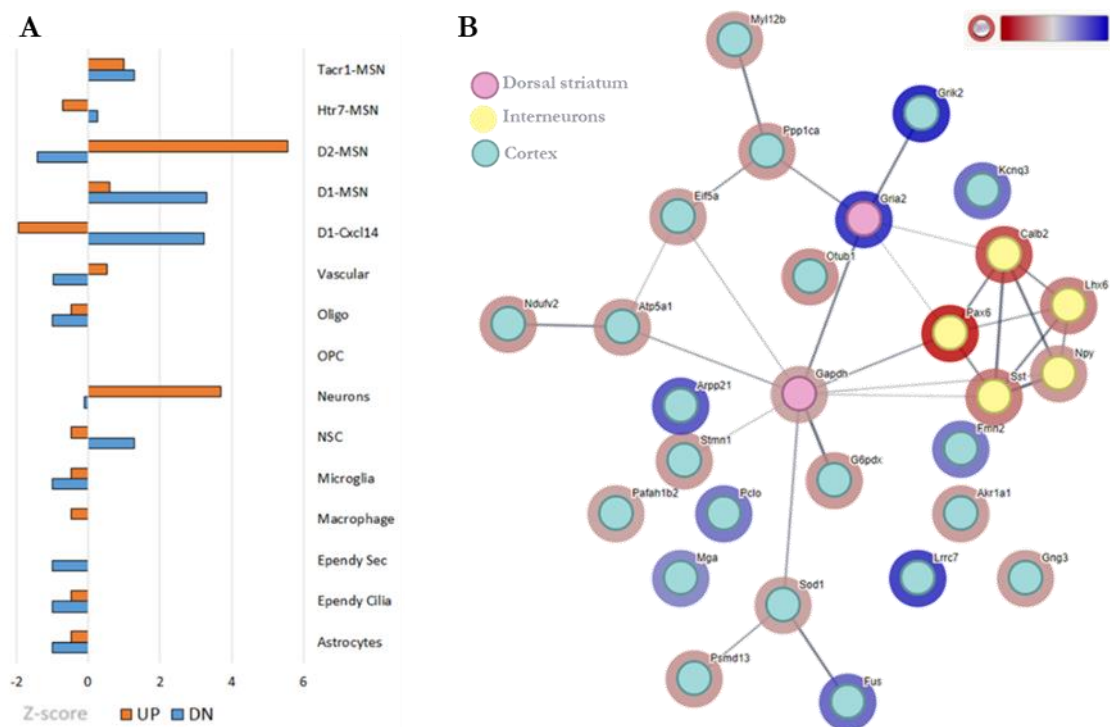 A
Tacr1-MSN
Htr7-MSN
D2-MSN
D1-MSN
D1-Cxcl14
Vascular
Oligo
OPC
Neurons
NSC
Microglia
Macrophage
Ependy Sec
Ependy Cilia
Astrocytes
-2 0 2 4 6
Z-score UP DN
B
Dorsal striatum
Interneurons
Cortex
Myl12b
Grik2
Ppp1ca
Kcnq3
Eif5a
Gria2
Calb2
Otub1
Lhx6
Ndufv2
Atp5a1
Pax6
Npy
Gapdh
Sst
Arpp21
Stmn1
Fmn2
G6pdx
Pafah1b2
Pclo
Akr1a1
Mga
Lrrc7
Gng3
Sod1
Psmd13
Fus